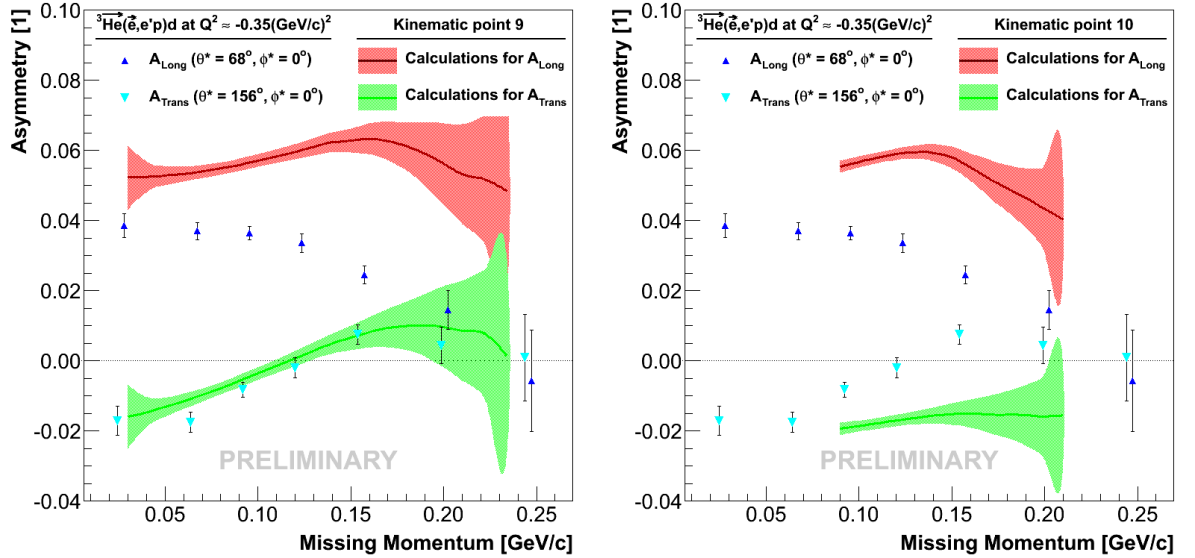 ³He(e,e'p)d at Q² ≈ -0.35(GeV/c)²
Kinematic point 9
A_Long (θ* = 68°, ϕ* = 0°)
Calculations for A_Long
A_Trans (θ* = 156°, ϕ* = 0°)
Calculations for A_Trans
Asymmetry [1]
0.10
0.08
0.06
0.04
0.02
0.00
-0.02
-0.04
PRELIMINARY
0.05 0.10 0.15 0.20 0.25
Missing Momentum [GeV/c]
³He(e,e'p)d at Q² ≈ -0.35(GeV/c)²
Kinematic point 10
A_Long (θ* = 68°, ϕ* = 0°)
Calculations for A_Long
A_Trans (θ* = 156°, ϕ* = 0°)
Calculations for A_Trans
Asymmetry [1]
0.10
0.08
0.06
0.04
0.02
0.00
-0.02
-0.04
PRELIMINARY
0.05 0.10 0.15 0.20 0.25
Missing Momentum [GeV/c]